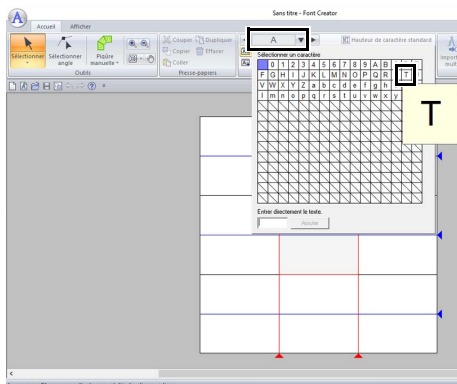 Sans titre - Font Creator
A
Accueil
Afficher
Sélectionner
Sélectionner angle
Piqûre manuelle
Outils
Couper
Dupliquer
Copier
Effacer
Coller
Presse-papiers
A
Hauteur de caractère standard
Sélectionner un caractère
0 1 2 3 4 5 6 7 8 9 A B
F G H I J K L M N O P Q R T
V W X Y Z a b c d e f g h
l m n o p q r s t u v w x y
T
Entrer directement le texte.
Annuler